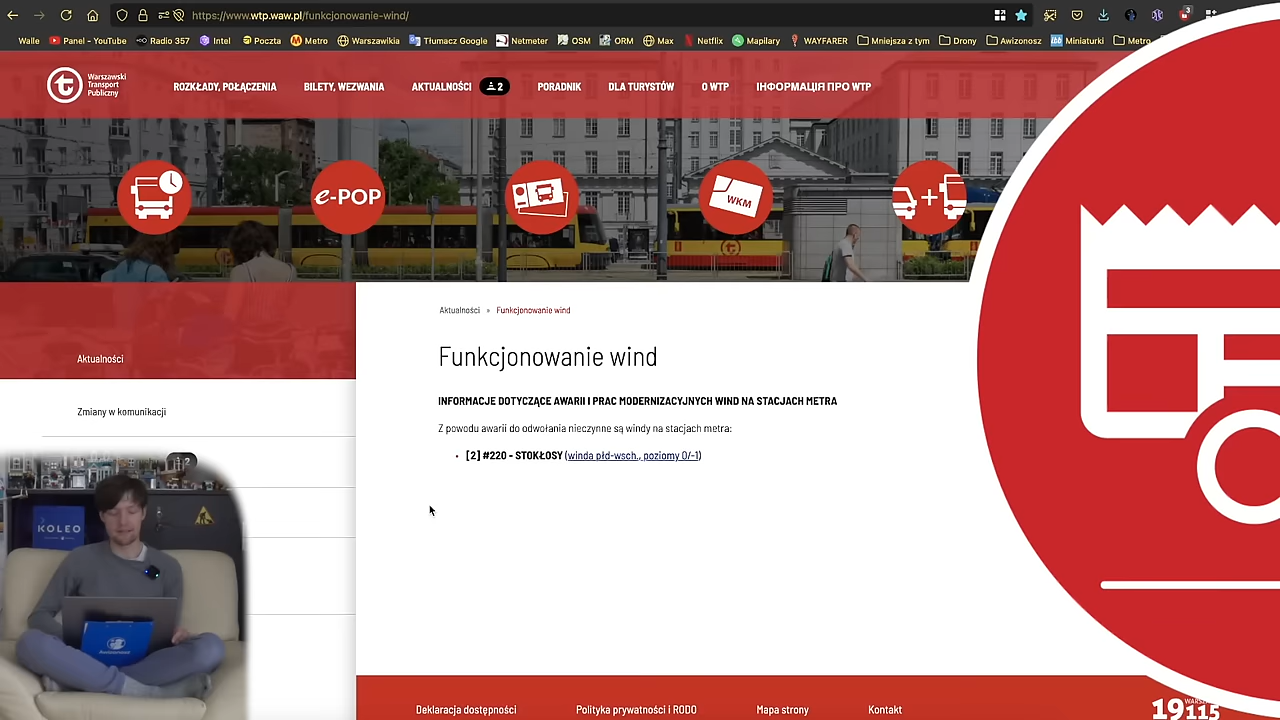 https://www.wtp.waw.pl/funkcjonowanie-wind/
3
Walle Panel - YouTube Radio 357 Intel Poczta Metro Warszawikia Tłumacz Google Netmeter OSM ORM Max Netflix Mapilary WAYFARER Mniejsza z tym Drony Awizonosz Miniaturki Metro
Warszawski
Transport
Publiczny
ROZKŁADY, POŁĄCZENIA BILETY, WEZWANIA AKTUALNOŚCI 2 PORADNIK DLA TURYSTÓW O WTP ІНФОРМАЦІЯ ПРО WTP
e-POP
WKM
+
Aktualności » Funkcjonowanie wind
Funkcjonowanie wind
Aktualności
INFORMACJE DOTYCZĄCE AWARII I PRAC MODERNIZACYJNYCH WIND NA STACJACH METRA
Zmiany w komunikacji
Z powodu awarii do odwołania nieczynne są windy na stacjach metra:
• [2] #220 - STOKŁOSY (winda płd-wsch., poziomy 0/-1)
2
KOLEO
Deklaracja dostępności Polityka prywatności i RODO Mapa strony Kontakt
19115